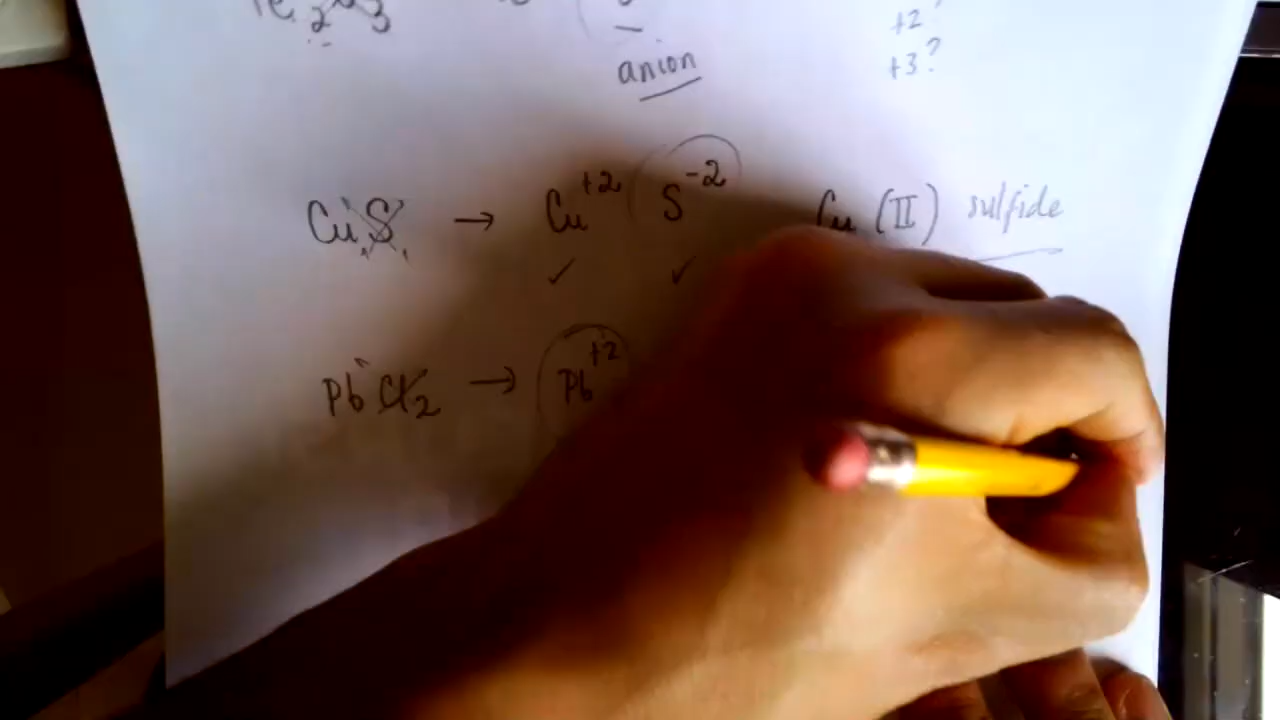 +2?
+3?
anion
CuS → Cu+2 S-2 Cu (II) sulfide
PbCl2 → Pb+2